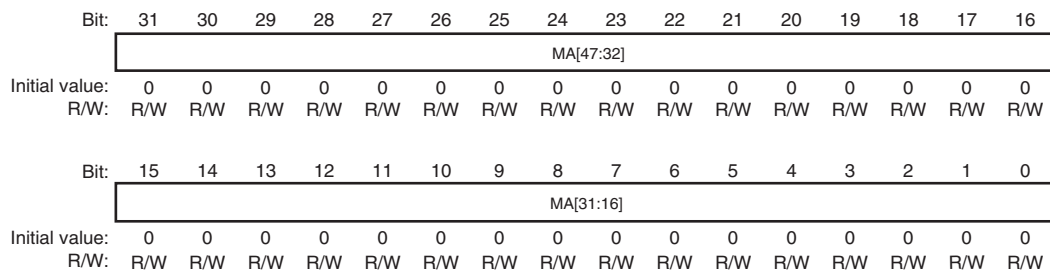 Bit: 31 30 29 28 27 26 25 24 23 22 21 20 19 18 17 16
MA[47:32]
Initial value: 0 0 0 0 0 0 0 0 0 0 0 0 0 0 0 0
R/W: R/W R/W R/W R/W R/W R/W R/W R/W R/W R/W R/W R/W R/W R/W R/W R/W
Bit: 15 14 13 12 11 10 9 8 7 6 5 4 3 2 1 0
MA[31:16]
Initial value: 0 0 0 0 0 0 0 0 0 0 0 0 0 0 0 0
R/W: R/W R/W R/W R/W R/W R/W R/W R/W R/W R/W R/W R/W R/W R/W R/W R/W